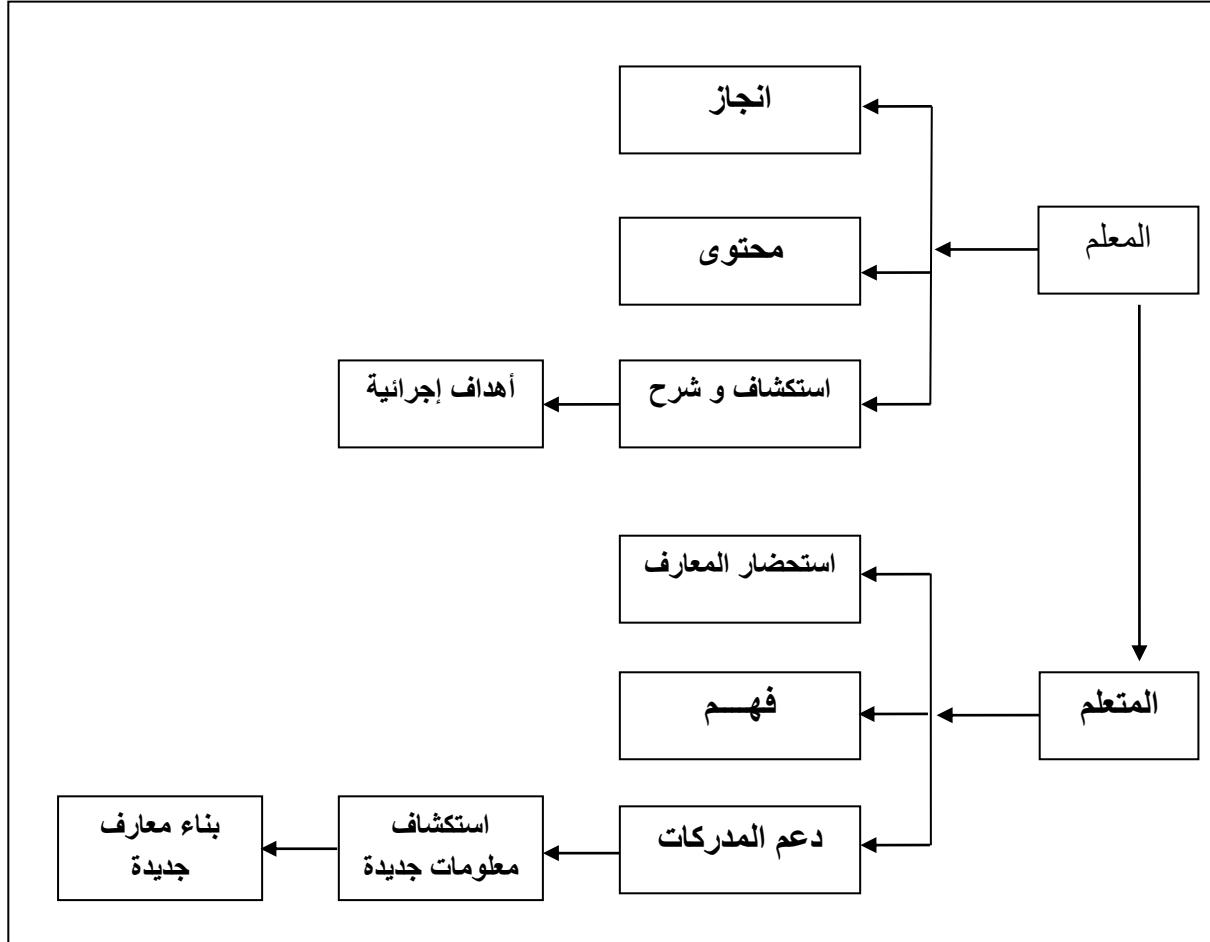 انجاز
المعلم
محتوى
استكشاف و شرح
أهداف إجرائية
استحضار المعارف
المتعلم
فهـــم
دعم المدركات
استكشاف
معلومات جديدة
بناء معارف
جديدة